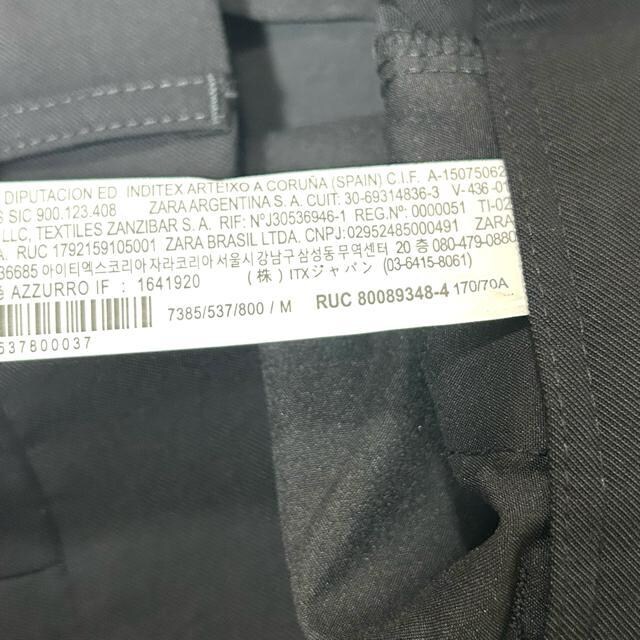 DIPUTACION ED INDITEX ARTEIXO A CORUÑA (SPAIN) C.I.F. A-15075062
SIC 900.123.408 ZARA ARGENTINA S.A. CUIT: 30-69314836-3 V-436-0
LLC, TEXTILES ZANZIBAR S.A. RIF: NºJ30536946-1 REG.Nº: 0000051 TI-02
A. RUC 1792159105001 ZARA BRASIL LTDA. CNPJ:02952485000491 ZARA
36685 아이티엑스코리아 자라코리아 서울시 강남구 삼성동 무역센터 20 층 080-479-0880
AZZURRO IF : 1641920 (株) ITXジャパン (03-6415-8061)
7385/537/800 / M RUC 80089348-4 170/70A
537800037